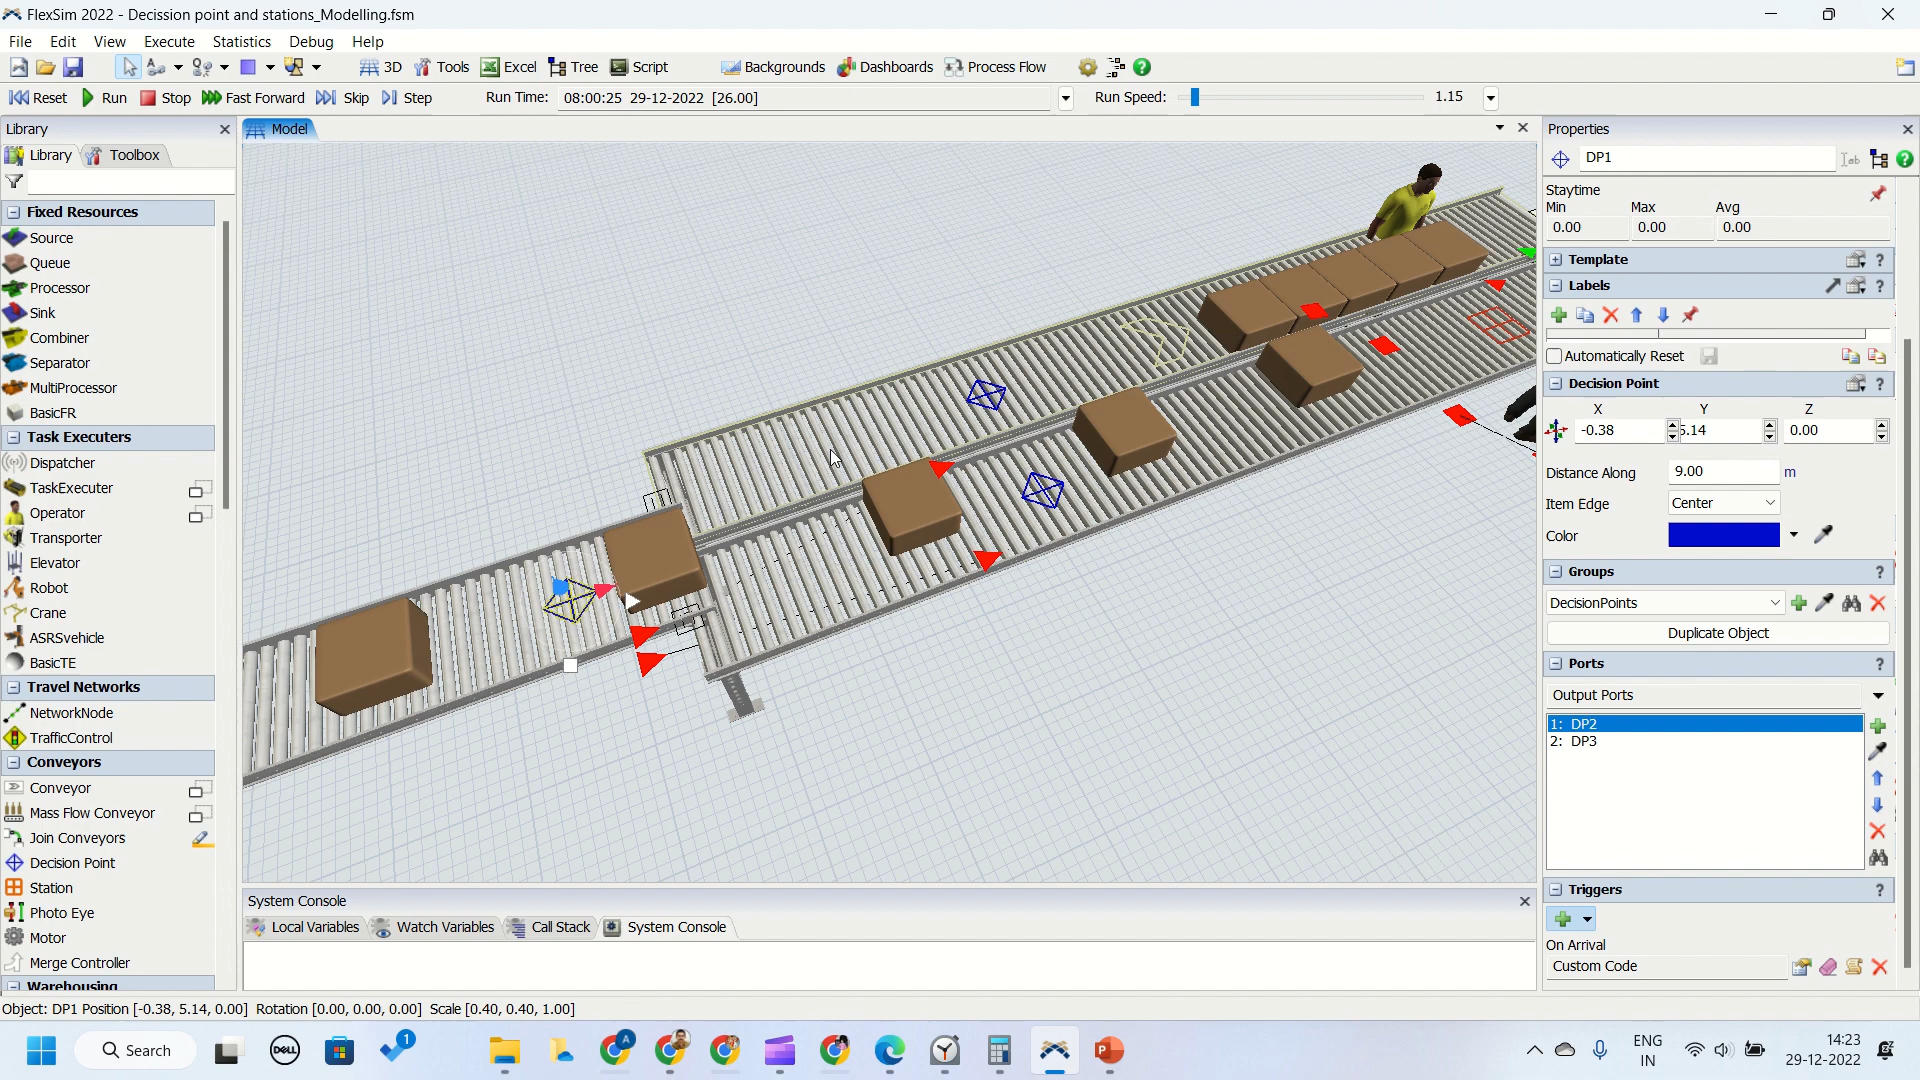 FlexSim 2022 - Decission point and stations_Modelling.fsm
File Edit View Execute Statistics Debug Help
3D Tools Excel Tree Script Backgrounds Dashboards Process Flow
Reset Run Stop Fast Forward Skip Step Run Time: 08:00:25 29-12-2022 [26.00] Run Speed: 1.15
Library
Library Toolbox
Fixed Resources
Source
Queue
Processor
Sink
Combiner
Separator
MultiProcessor
BasicFR
Task Executers
Dispatcher
TaskExecuter
Operator
Transporter
Elevator
Robot
Crane
ASRSvehicle
BasicTE
Travel Networks
NetworkNode
TrafficControl
Conveyors
Conveyor
Mass Flow Conveyor
Join Conveyors
Decision Point
Station
Photo Eye
Motor
Merge Controller
Warehousing
Model
System Console
Local Variables Watch Variables Call Stack System Console
Properties
DP1
Staytime
Min Max Avg
0.00 0.00 0.00
Template
Labels
Automatically Reset
Decision Point
X Y Z
-0.38 5.14 0.00
Distance Along 9.00 m
Item Edge Center
Color
Groups
DecisionPoints
Duplicate Object
Ports
Output Ports
1: DP2
2: DP3
Triggers
On Arrival
Custom Code
Object: DP1 Position [-0.38, 5.14, 0.00] Rotation [0.00, 0.00, 0.00] Scale [0.40, 0.40, 1.00]
Search
DELL
1
A
ENG
IN
14:23
29-12-2022